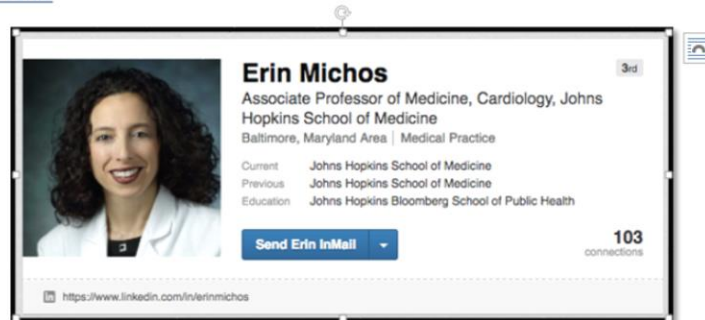 Erin Michos
3rd
Associate Professor of Medicine, Cardiology, Johns
Hopkins School of Medicine
Baltimore, Maryland Area | Medical Practice
Current Johns Hopkins School of Medicine
Previous Johns Hopkins School of Medicine
Education Johns Hopkins Bloomberg School of Public Health
Send Erin InMail
103
connections
in https://www.linkedin.com/in/erinmichos